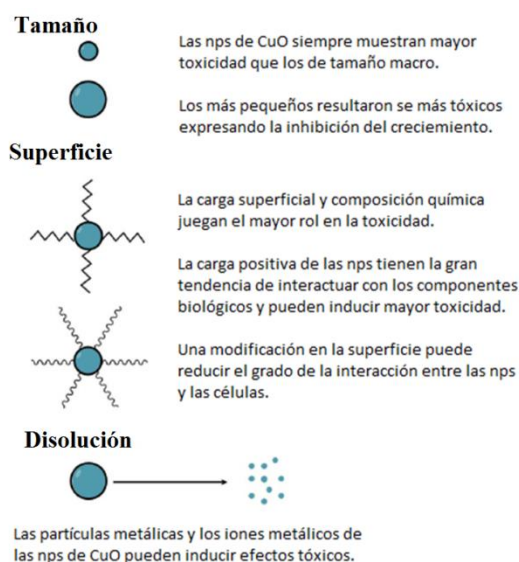 Tamaño
Las nps de CuO siempre muestran mayor
toxicidad que los de tamaño macro.
Los más pequeños resultaron se más tóxicos
expresando la inhibición del creciemiento.
Superficie
La carga superficial y composición química
juegan el mayor rol en la toxicidad.
La carga positiva de las nps tienen la gran
tendencia de interactuar con los componentes
biológicos y pueden inducir mayor toxicidad.
Una modificación en la superficie puede
reducir el grado de la interacción entre las nps
y las células.
Disolución
Las partículas metálicas y los iones metálicos de
las nps de CuO pueden inducir efectos tóxicos.